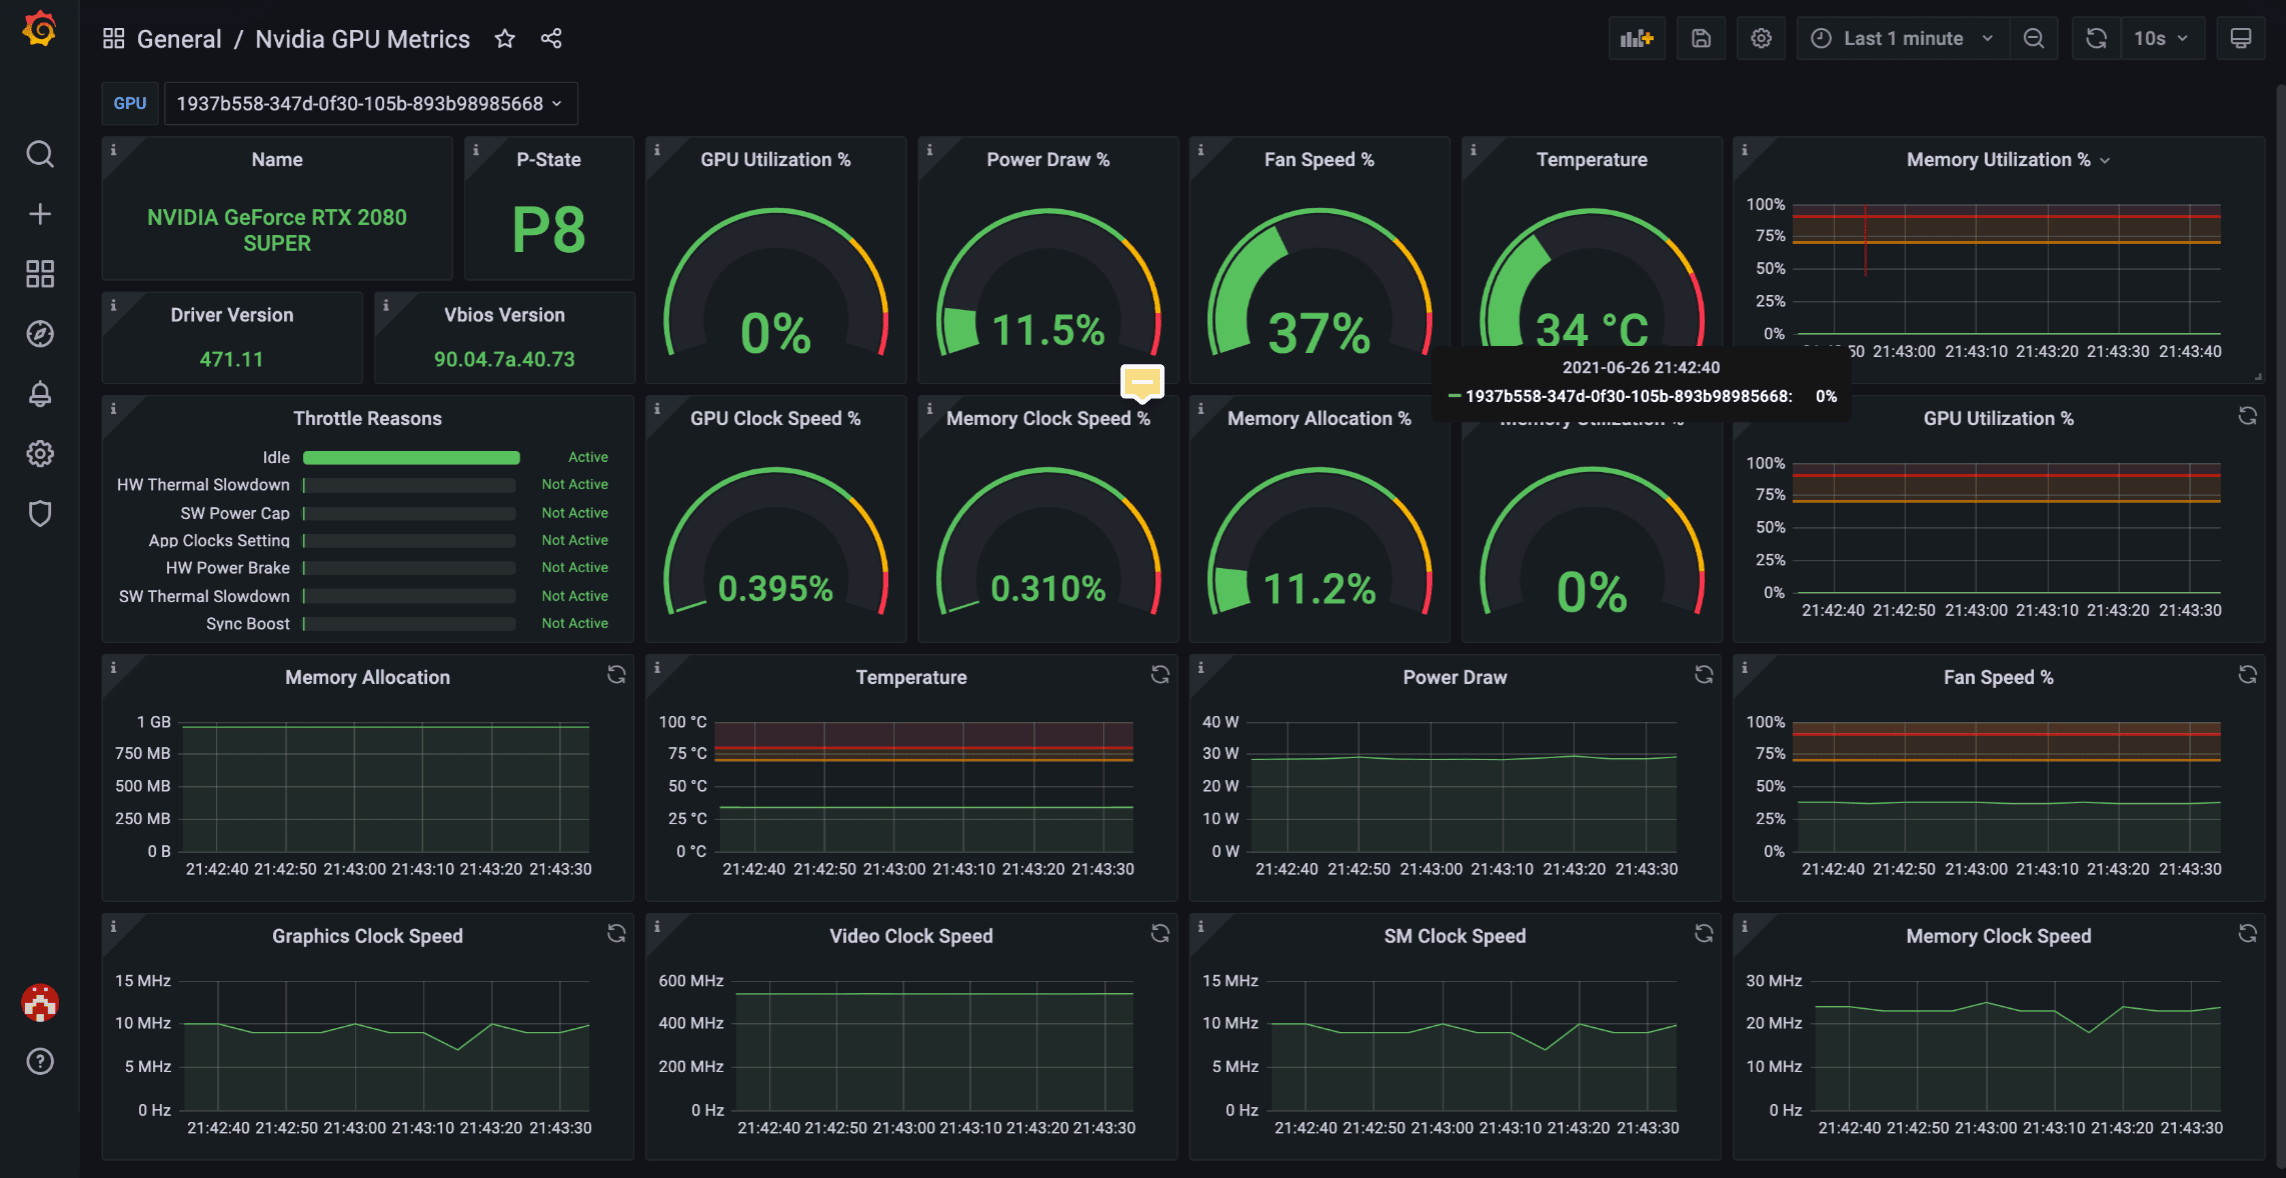 General / Nvidia GPU Metrics
Last 1 minute
10s
GPU
1937b558-347d-0f30-105b-893b98985668
Name
NVIDIA GeForce RTX 2080
SUPER
P-State
P8
Driver Version
471.11
Vbios Version
90.04.7a.40.73
GPU Utilization %
0%
Power Draw %
11.5%
Fan Speed %
37%
Temperature
34 °C
Memory Utilization %
100%
75%
50%
25%
0%
50 21:43:00 21:43:10 21:43:20 21:43:30 21:43:40
2021-06-26 21:42:40
1937b558-347d-0f30-105b-893b98985668: 0%
Throttle Reasons
Idle Active
HW Thermal Slowdown Not Active
SW Power Cap Not Active
App Clocks Setting Not Active
HW Power Brake Not Active
SW Thermal Slowdown Not Active
Sync Boost Not Active
GPU Clock Speed %
0.395%
Memory Clock Speed %
0.310%
Memory Allocation %
11.2%
Memory Utilization %
0%
GPU Utilization %
100%
75%
50%
25%
0%
21:42:40 21:42:50 21:43:00 21:43:10 21:43:20 21:43:30
Memory Allocation
1 GB
750 MB
500 MB
250 MB
0 B
21:42:40 21:42:50 21:43:00 21:43:10 21:43:20 21:43:30
Temperature
100 °C
75 °C
50 °C
25 °C
0 °C
21:42:40 21:42:50 21:43:00 21:43:10 21:43:20 21:43:30
Power Draw
40 W
30 W
20 W
10 W
0 W
21:42:40 21:42:50 21:43:00 21:43:10 21:43:20 21:43:30
Fan Speed %
100%
75%
50%
25%
0%
21:42:40 21:42:50 21:43:00 21:43:10 21:43:20 21:43:30
Graphics Clock Speed
15 MHz
10 MHz
5 MHz
0 Hz
21:42:40 21:42:50 21:43:00 21:43:10 21:43:20 21:43:30
Video Clock Speed
600 MHz
400 MHz
200 MHz
0 Hz
21:42:40 21:42:50 21:43:00 21:43:10 21:43:20 21:43:30
SM Clock Speed
15 MHz
10 MHz
5 MHz
0 Hz
21:42:40 21:42:50 21:43:00 21:43:10 21:43:20 21:43:30
Memory Clock Speed
30 MHz
20 MHz
10 MHz
0 Hz
21:42:40 21:42:50 21:43:00 21:43:10 21:43:20 21:43:30